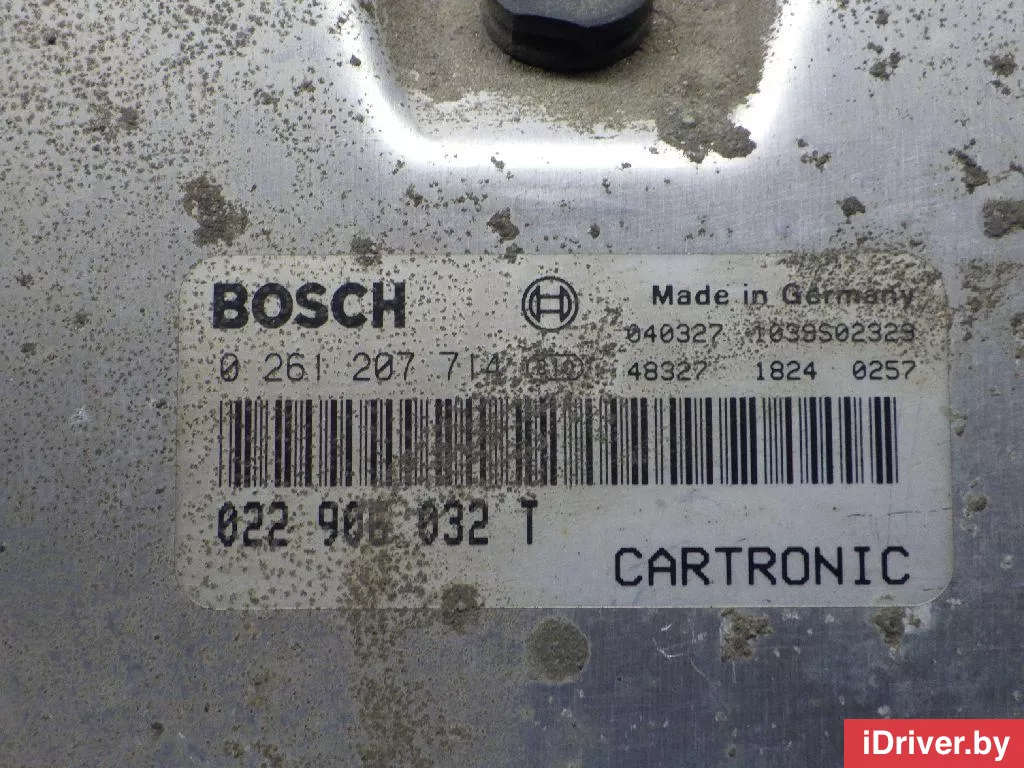 BOSCH
Made in Germany
040327 1039S02329
0 261 207 714
48327 1824 0257
022 906 032 T
CARTRONIC
iDriver.by